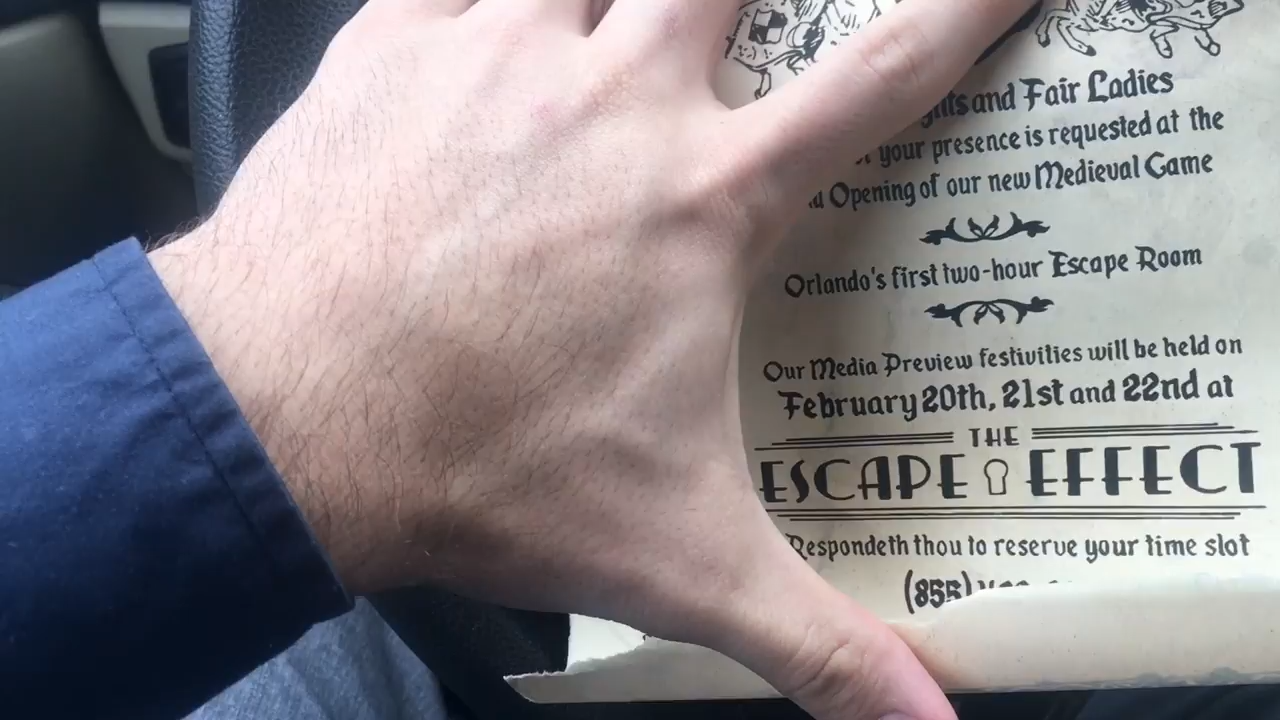 and Fair Ladies
your presence is requested at the
Opening of our new Medieval Game
Orlando's first two-hour Escape Room
Our Media Preview festivities will be held on
February 20th, 21st and 22nd at
THE
ESCAPE EFFECT
Respondeth thou to reserve your time slot
(855)